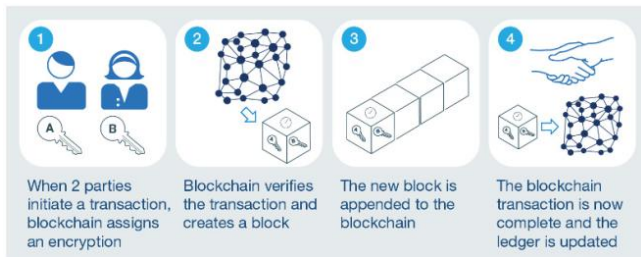 1
A
B
When 2 parties
initiate a transaction,
blockchain assigns
an encryption
2
Blockchain verifies
the transaction and
creates a block
3
The new block is
appended to the
blockchain
4
The blockchain
transaction is now
complete and the
ledger is updated